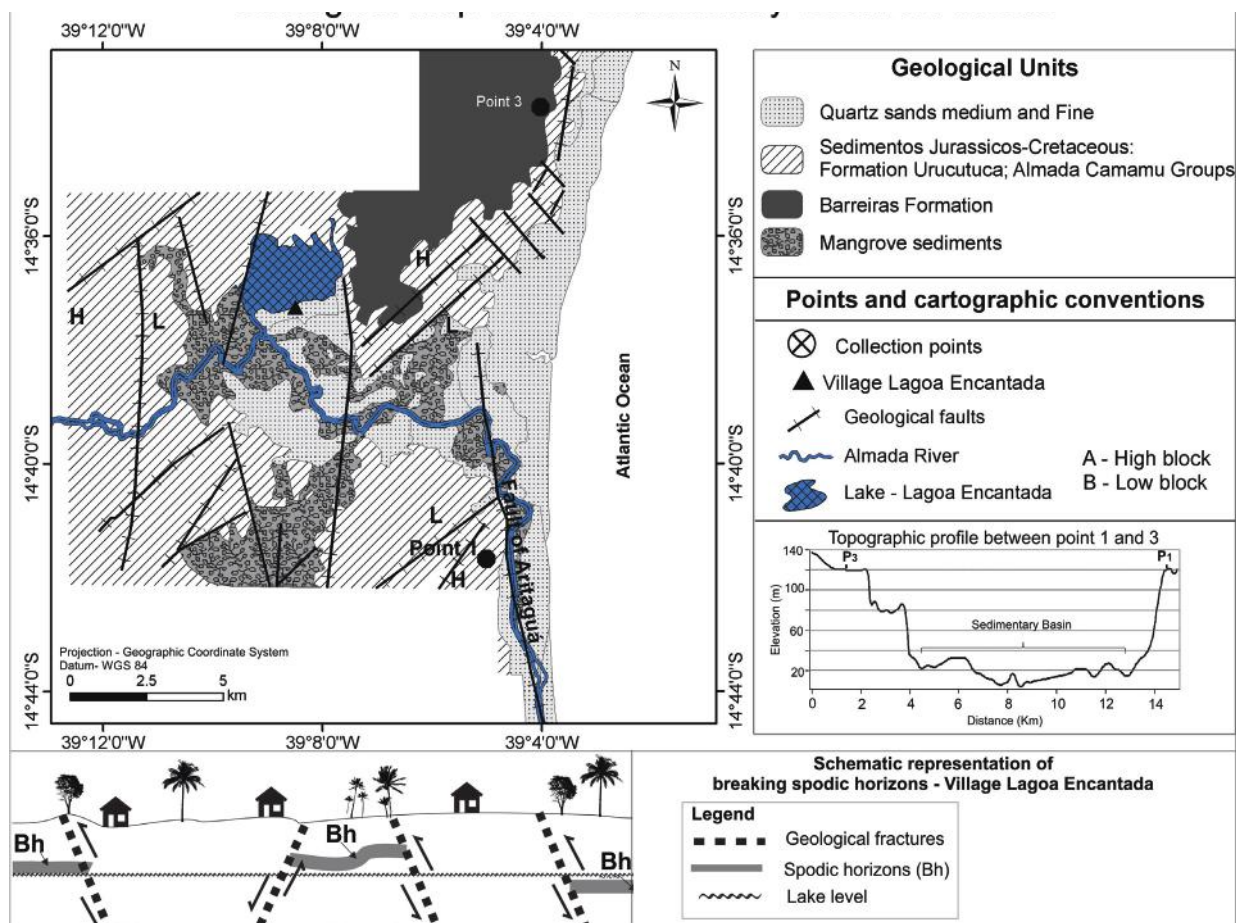 39°12'0"W
39°8'0"W
39°4'0"W
N
Point 3
14°36'0"S
14°36'0"S
H
H
L
L
14°40'0"S
14°40'0"S
Atlantic Ocean
L
Point 1
H
Fault of Aritaguá
Projection - Geographic Coordinate System
Datum- WGS 84
0
2.5
5
km
14°44'0"S
14°44'0"S
39°12'0"W
39°8'0"W
39°4'0"W
Geological Units
Quartz sands medium and Fine
Sedimentos Jurassicos-Cretaceous:
Formation Urucutuca; Almada Camamu Groups
Barreiras Formation
Mangrove sediments
Points and cartographic conventions
Collection points
Village Lagoa Encantada
Geological faults
Almada River
Lake - Lagoa Encantada
A - High block
B - Low block
Topographic profile between point 1 and 3
140
100
60
20
Elevation (m)
P3
P1
Sedimentary Basin
0 2 4 6 8 10 12 14
Distance (Km)
Bh
Bh
Bh
Schematic representation of
breaking spodic horizons - Village Lagoa Encantada
Legend
Geological fractures
Spodic horizons (Bh)
Lake level